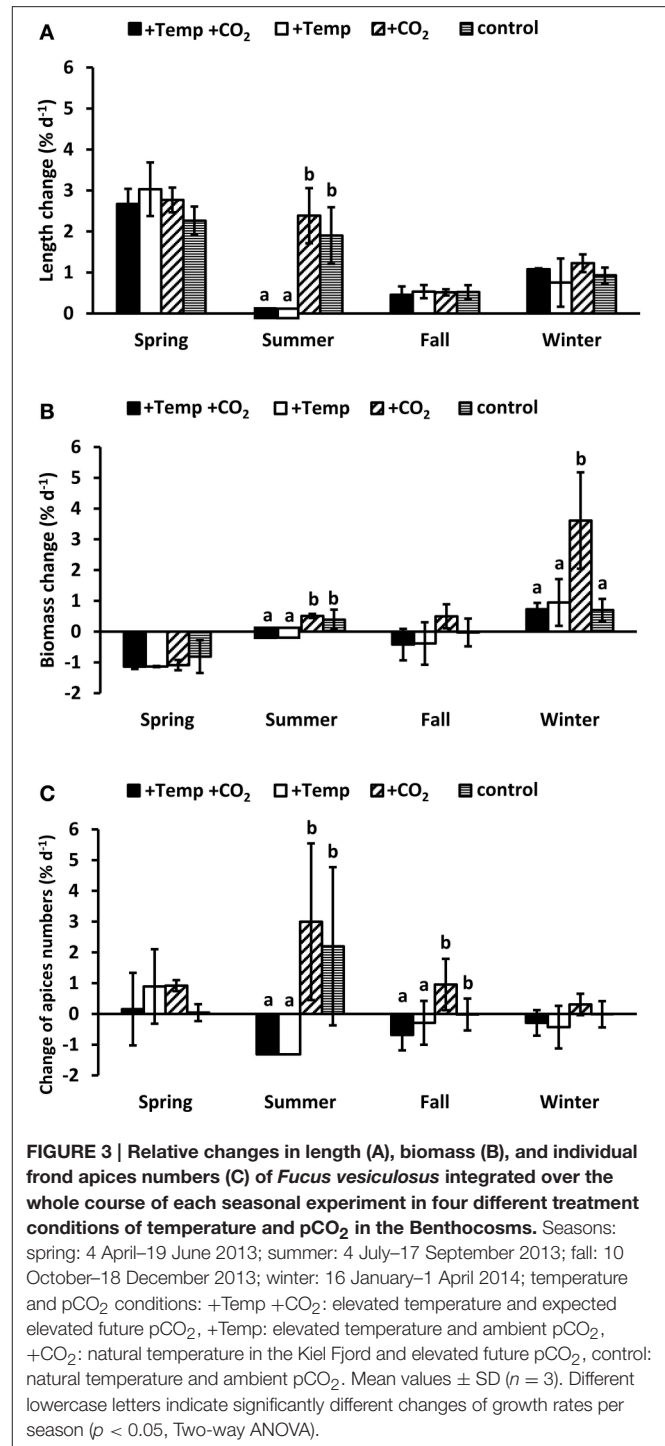 A
+Temp +CO₂ +Temp +CO₂ control
Length change (% d⁻¹)
6
5
4
3
2
1
0
a a b b
Spring Summer Fall Winter
B
+Temp +CO₂ +Temp +CO₂ control
Biomass change (% d⁻¹)
6
5
4
3
2
1
0
-1
-2
a a b b a a b a
Spring Summer Fall Winter
C
+Temp +CO₂ +Temp +CO₂ control
Change of apices numbers (% d⁻¹)
6
5
4
3
2
1
0
-1
-2
a a b b a a b b
Spring Summer Fall Winter
FIGURE 3 | Relative changes in length (A), biomass (B), and individual
frond apices numbers (C) of Fucus vesiculosus integrated over the
whole course of each seasonal experiment in four different treatment
conditions of temperature and pCO₂ in the Benthocosms. Seasons:
spring: 4 April–19 June 2013; summer: 4 July–17 September 2013; fall: 10
October–18 December 2013; winter: 16 January–1 April 2014; temperature
and pCO₂ conditions: +Temp +CO₂: elevated temperature and expected
elevated future pCO₂, +Temp: elevated temperature and ambient pCO₂,
+CO₂: natural temperature in the Kiel Fjord and elevated future pCO₂, control:
natural temperature and ambient pCO₂. Mean values ± SD (n = 3). Different
lowercase letters indicate significantly different changes of growth rates per
season (p < 0.05, Two-way ANOVA).